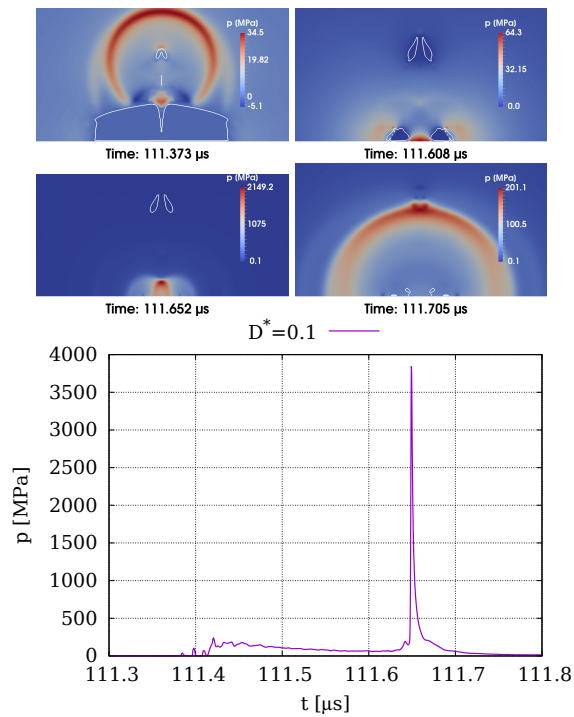 p (MPa)
34.5
19.82
0
-5.1
Time: 111.373 µs
p (MPa)
64.3
32.15
0.0
Time: 111.608 µs
p (MPa)
2149.2
1075
0.1
Time: 111.652 µs
p (MPa)
201.1
100.5
0.1
Time: 111.705 µs
D*=0.1
4000
3500
3000
2500
2000
1500
1000
500
0
p [MPa]
111.3 111.4 111.5 111.6 111.7 111.8
t [µs]